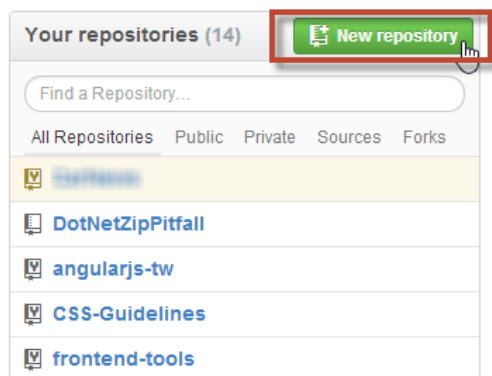 Your repositories (14)
New repository
Find a Repository...
All Repositories Public Private Sources Forks
DotNetZipPitfall
angularjs-tw
CSS-Guidelines
frontend-tools